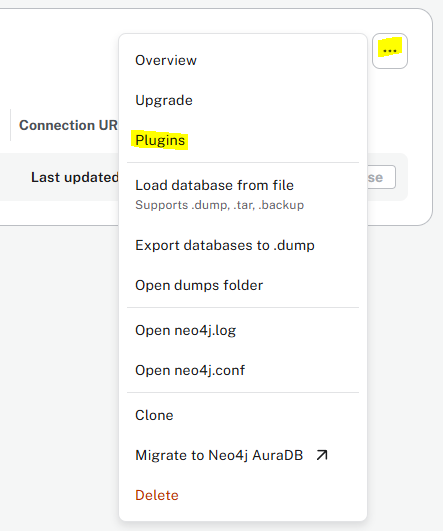 ...
Overview
Upgrade
Plugins
Connection UR
Last updated
se
Load database from file
Supports .dump, .tar, .backup
Export databases to .dump
Open dumps folder
Open neo4j.log
Open neo4j.conf
Clone
Migrate to Neo4j AuraDB
Delete